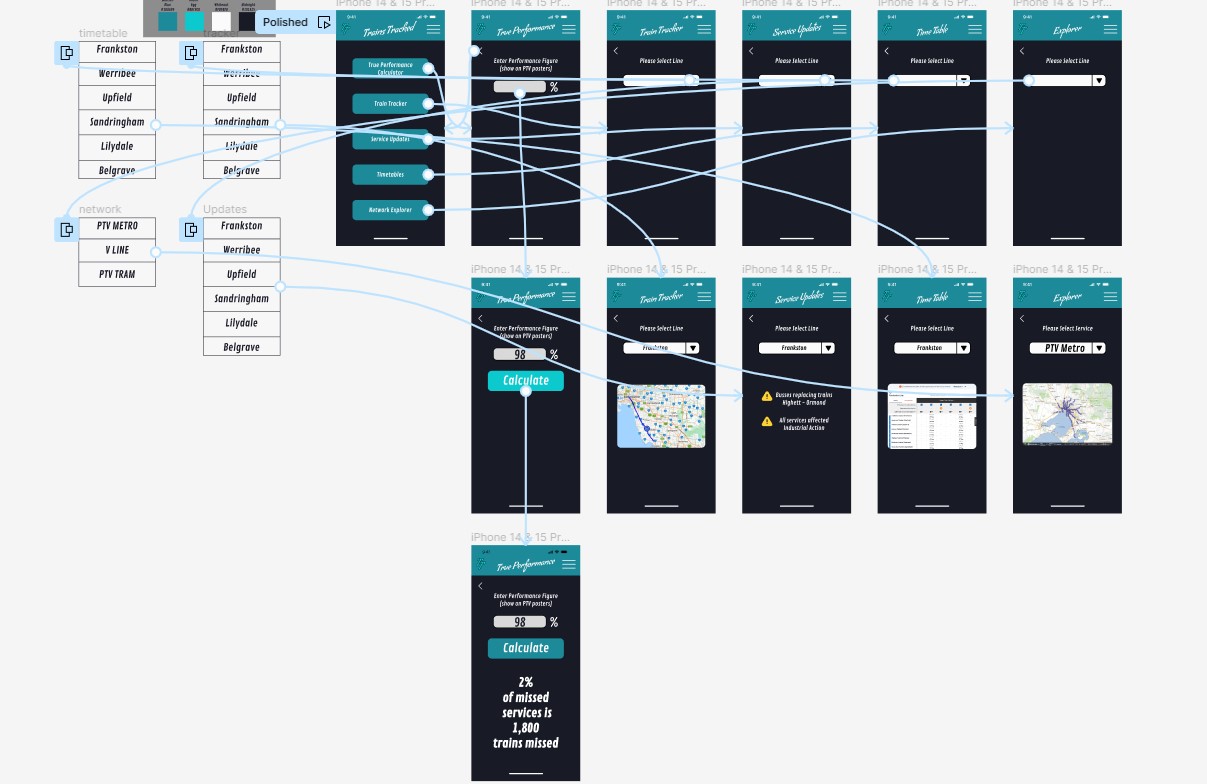 Polished
iPhone 14 & 15 Pr...
iPhone 14 & 15 Pr...
iPhone 14 & 15 Pr...
iPhone 14 & 15 Pr...
iPhone 14 & 15 Pr...
iPhone 14 & 15 Pr...
Frankston
Werribee
Upfield
Sandringham
Lilydale
Belgrave
Werribee
Upfield
Sandringham
Lilydale
Belgrave
network
PTV METRO
V LINE
PTV TRAM
Updates
Frankston
Werribee
Upfield
Sandringham
Lilydale
Belgrave
9:41
Trains Tracked
True Performance
Calculator
Train Tracker
Service Updates
Timetables
Network Explorer
9:41
True Performance
Enter Performance Figure
(show on PTV posters)
%
9:41
Train Tracker
Please Select Line
9:41
Service Updates
Please Select Line
9:41
Time Table
Please Select Line
9:41
Explorer
Please Select Line
iPhone 14 & 15 Pr...
9:41
True Performance
Enter Performance Figure
(show on PTV posters)
98 %
Calculate
iPhone 14 & 15 Pr...
9:41
Train Tracker
Please Select Line
Frankston
iPhone 14 & 15 Pr...
9:41
Service Updates
Please Select Line
Frankston
Busses replacing trains
Highett - Ormond
All services affected
Industrial Action
iPhone 14 & 15 Pr...
9:41
Time Table
Please Select Line
Frankston
iPhone 14 & 15 Pr...
9:41
Explorer
Please Select Service
PTV Metro
iPhone 14 & 15 Pr...
9:41
True Performance
Enter Performance Figure
(show on PTV posters)
98 %
Calculate
2%
of missed
services is
1,800
trains missed